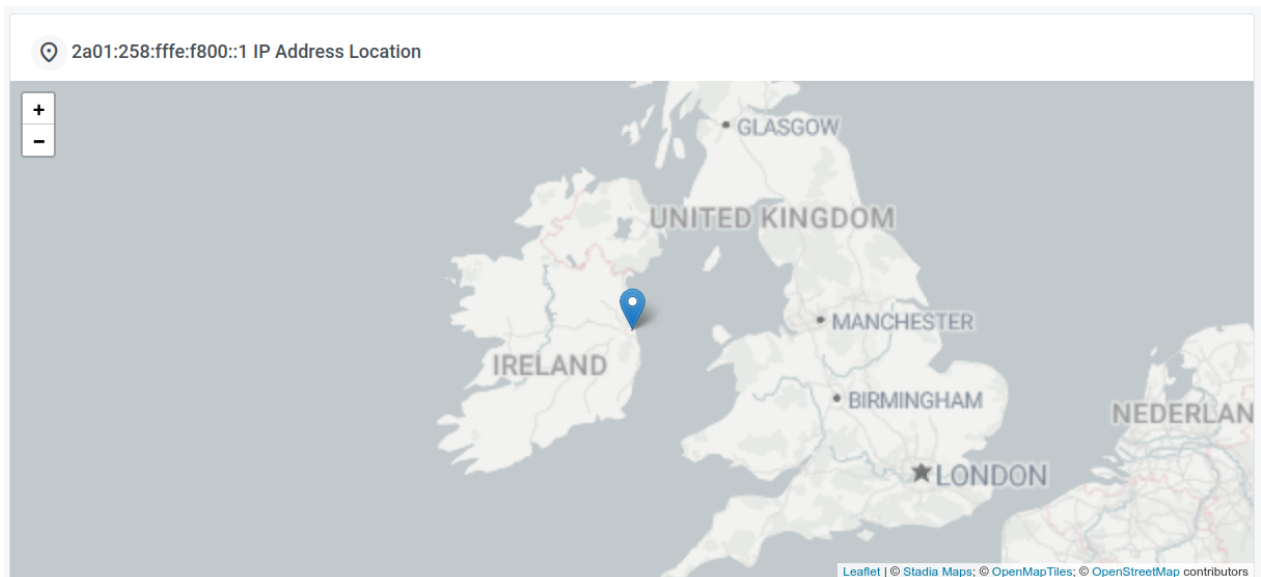 2a01:258:fffe:f800::1 IP Address Location
+
−
GLASGOW
UNITED KINGDOM
MANCHESTER
IRELAND
BIRMINGHAM
NEDERLAN
LONDON
Leaflet | © Stadia Maps; © OpenMapTiles; © OpenStreetMap contributors